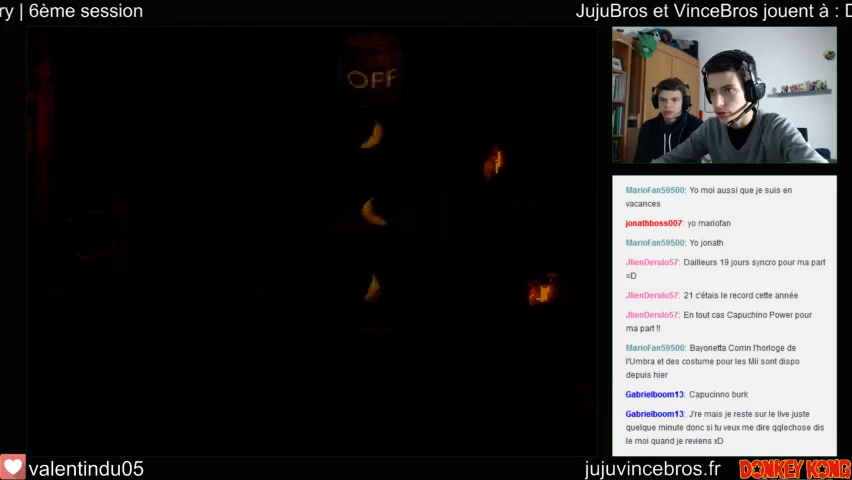 ry | 6ème session
JujuBros et VinceBros jouent à : D
OFF
MarioFan59500: Yo moi aussi que je suis en
vacances
jonathboss007: yo mariofan
MarioFan59500: Yo jonath
JlienDerulo57: Dailleurs 19 jours syncro pour ma part
=D
JlienDerulo57: 21 c'étais le record cette année
JlienDerulo57: En tout cas Capuchino Power pour
ma part !!
MarioFan59500: Bayonetta Corrin l'horloge de
l'Umbra et des costume pour les Mii sont dispo
depuis hier
Gabrielboom13: Capucinno burk
Gabrielboom13: J're mais je reste sur le live juste
quelque minute donc si tu veux me dire qqlechose dis
le moi quand je reviens xD
valentindu05
jujuvincebros.fr
DONKEY KONG